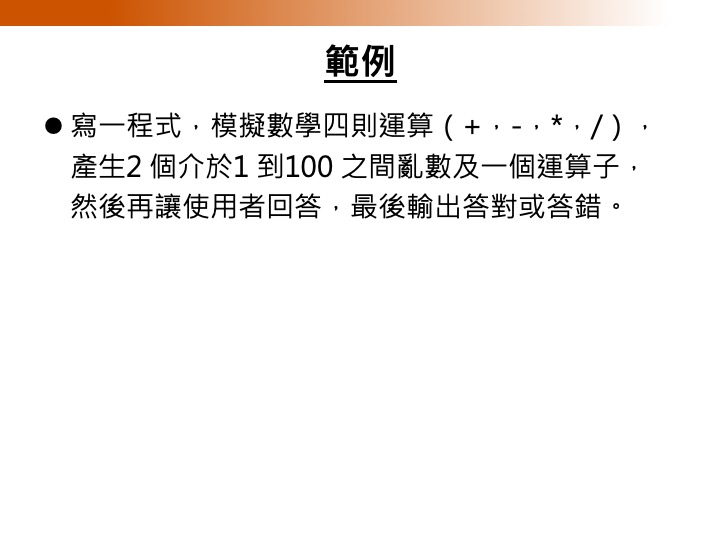 範例
● 寫一程式，模擬數學四則運算（+，-，*，/），
產生2 個介於1 到100 之間亂數及一個運算子，
然後再讓使用者回答，最後輸出答對或答錯。